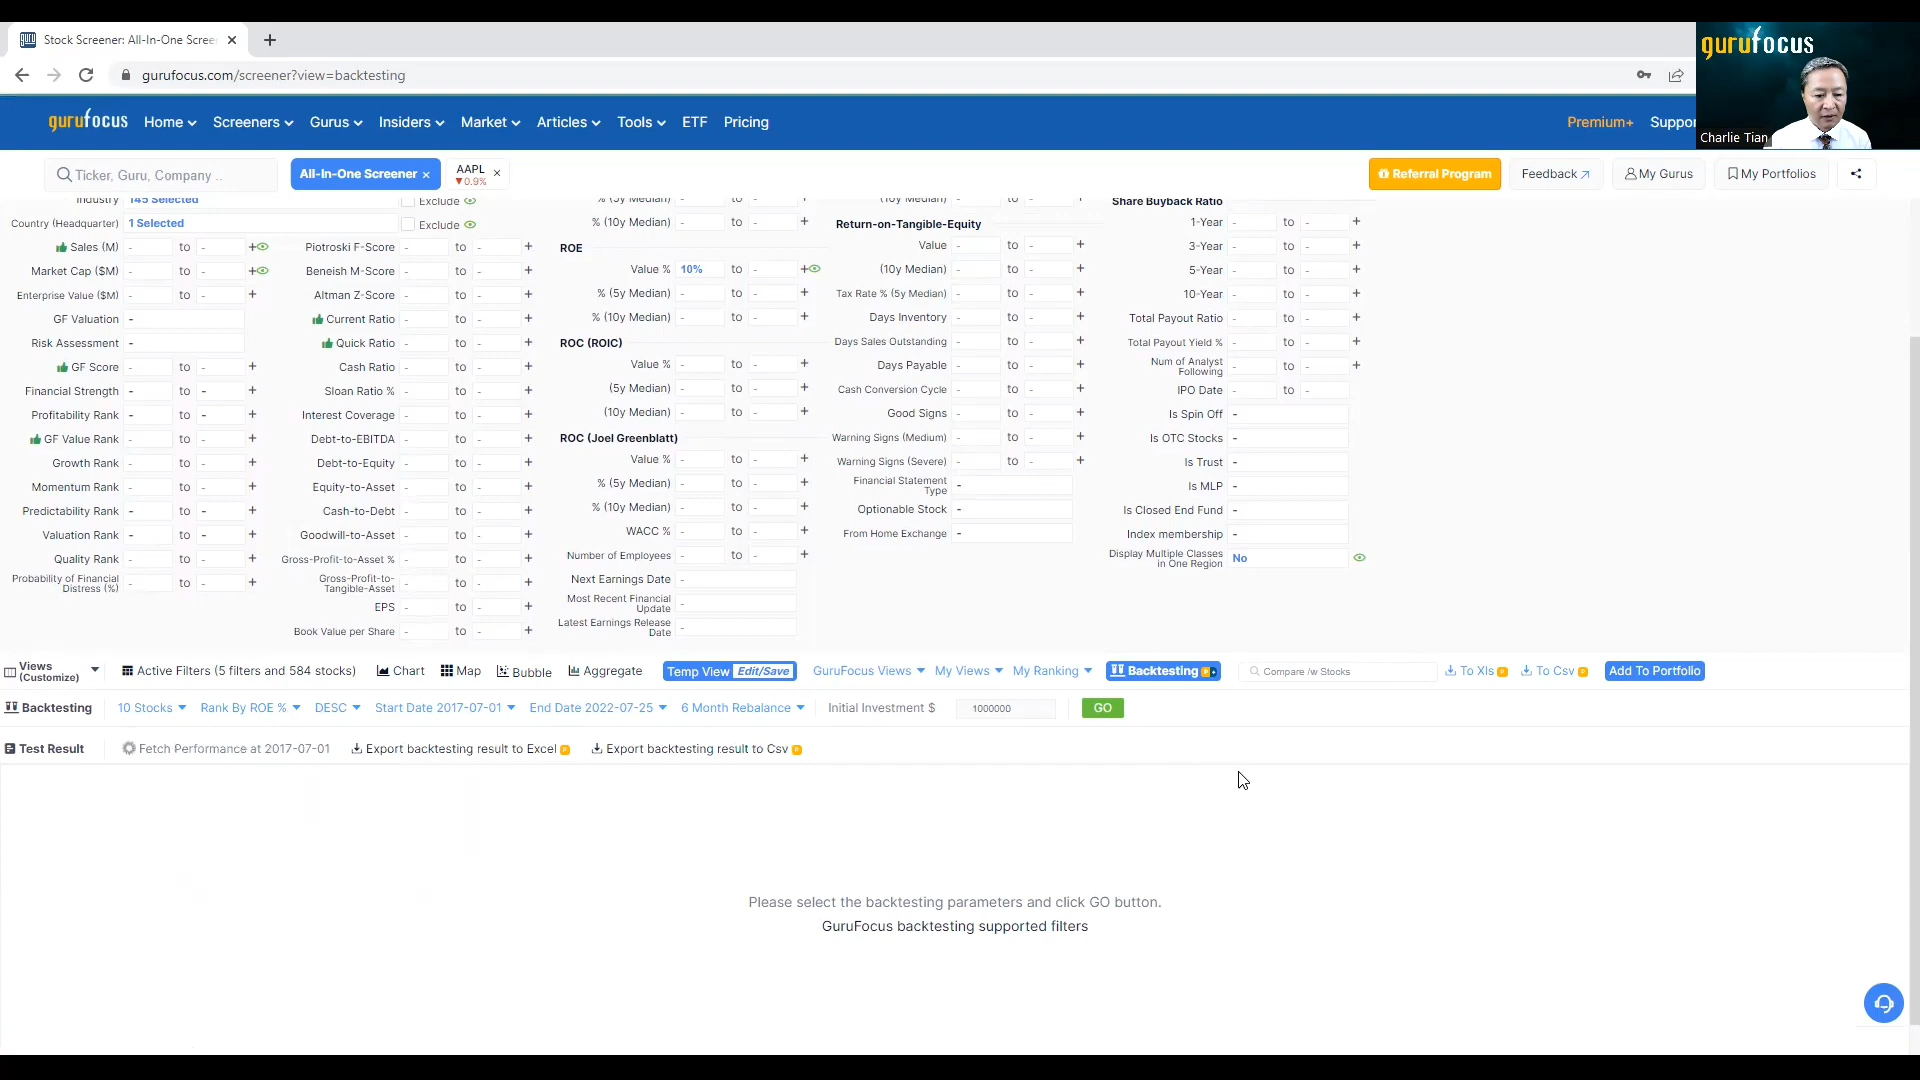 Stock Screener: All-In-One Scree
gurufocus.com/screener?view=backtesting
gurufocus
Charlie Tian
gurufocus Home Screeners Gurus Insiders Market Articles Tools ETF Pricing Premium+ Suppor
Ticker, Guru, Company .. All-In-One Screener × AAPL ▼0.9% × Referral Program Feedback My Gurus My Portfolios
Industry 145 Selected Exclude
Country (Headquarter) 1 Selected Exclude
Sales (M) - to - +
Market Cap ($M) - to - +
Enterprise Value ($M) - to - +
GF Valuation -
Risk Assessment -
GF Score - to - +
Financial Strength - to - +
Profitability Rank - to - +
GF Value Rank - to - +
Growth Rank - to - +
Momentum Rank - to - +
Predictability Rank - to - +
Valuation Rank - to - +
Quality Rank - to - +
Probability of Financial
Distress (%) - to - +
Piotroski F-Score - to - +
Beneish M-Score - to - +
Altman Z-Score - to - +
Current Ratio - to - +
Quick Ratio - to - +
Cash Ratio - to - +
Sloan Ratio % - to - +
Interest Coverage - to - +
Debt-to-EBITDA - to - +
Debt-to-Equity - to - +
Equity-to-Asset - to - +
Cash-to-Debt - to - +
Goodwill-to-Asset - to - +
Gross-Profit-to-Asset % - to - +
Gross-Profit-to-
Tangible-Asset - to - +
EPS - to - +
Book Value per Share - to - +
% (5y Median) - to - +
% (10y Median) - to - +
ROE
Value % 10% to - +
% (5y Median) - to - +
% (10y Median) - to - +
ROC (ROIC)
Value % - to - +
(5y Median) - to - +
(10y Median) - to - +
ROC (Joel Greenblatt)
Value % - to - +
% (5y Median) - to - +
% (10y Median) - to - +
WACC % - to - +
Number of Employees - to - +
Next Earnings Date -
Most Recent Financial
Update -
Latest Earnings Release
Date -
(10y Median) - to - +
Return-on-Tangible-Equity
Value - to - +
(10y Median) - to - +
Tax Rate % (5y Median) - to - +
Days Inventory - to - +
Days Sales Outstanding - to - +
Days Payable - to - +
Cash Conversion Cycle - to - +
Good Signs - to - +
Warning Signs (Medium) - to - +
Warning Signs (Severe) - to - +
Financial Statement
Type -
Optionable Stock -
From Home Exchange -
Share Buyback Ratio
1-Year - to - +
3-Year - to - +
5-Year - to - +
10-Year - to - +
Total Payout Ratio - to - +
Total Payout Yield % - to - +
Num of Analyst
Following - to - +
IPO Date - to -
Is Spin Off -
Is OTC Stocks -
Is Trust -
Is MLP -
Is Closed End Fund -
Index membership -
Display Multiple Classes
in One Region No
Views
(Customize) Active Filters (5 filters and 584 stocks) Chart Map Bubble Aggregate Temp View Edit/Save GuruFocus Views My Views My Ranking Backtesting Compare /w Stocks To Xls To Csv Add To Portfolio
Backtesting 10 Stocks Rank By ROE % DESC Start Date 2017-07-01 End Date 2022-07-25 6 Month Rebalance Initial Investment $ 1000000 GO
Test Result Fetch Performance at 2017-07-01 Export backtesting result to Excel Export backtesting result to Csv
Please select the backtesting parameters and click GO button.
GuruFocus backtesting supported filters